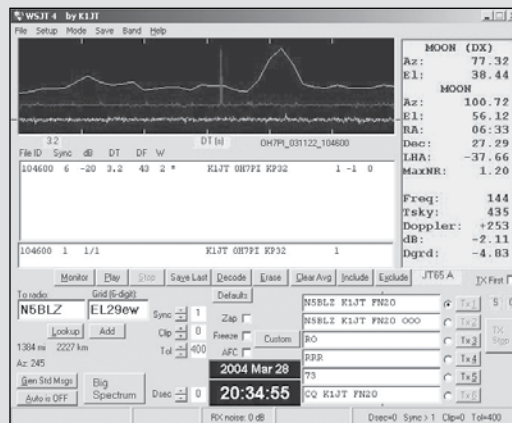 WSJT 4 by K1JT
File Setup Mode Save Band Help
MOON (DX)
Az: 77.32
El: 38.44
MOON
Az: 100.72
El: 56.12
RA: 06:33
Dec: 27.29
LHA: -37.66
MaxNR: 1.20
Freq: 144
Tsky: 435
Doppler: +253
dB: -2.11
Dgrd: -4.83
3.2 DT (s) OH7PI_031122_104600
File ID Sync dB DT DF W
104600 6 -20 3.2 43 2 * K1JT OH7PI KP32 1 -1 0
104600 1 1/1 K1JT OH7PI KP32 1
Monitor Play Stop Save Last Decode Erase Clear Avg Include Exclude JT65 A TX First
To radio: Grid (6-digit)
N5BLZ EL29ew
Lookup Add
1384 mi 2227 km
Az: 245
Gen Std Msgs
Auto is OFF
Big Spectrum
Sync 1
Clip 0
Tol 400
Dsec 0
Defaults
Zap
Freeze
AFC
Custom
2004 Mar 28
20:34:55
N5BLZ K1JT FN20 Tx1
N5BLZ K1JT FN20 OOO Tx2
RO Tx3
RRR Tx4
73 Tx5
CQ K1JT FN20 Tx6
TX Stop
RX noise: 0 dB Dsec=0 Sync>1 Clip=0 Tol=400